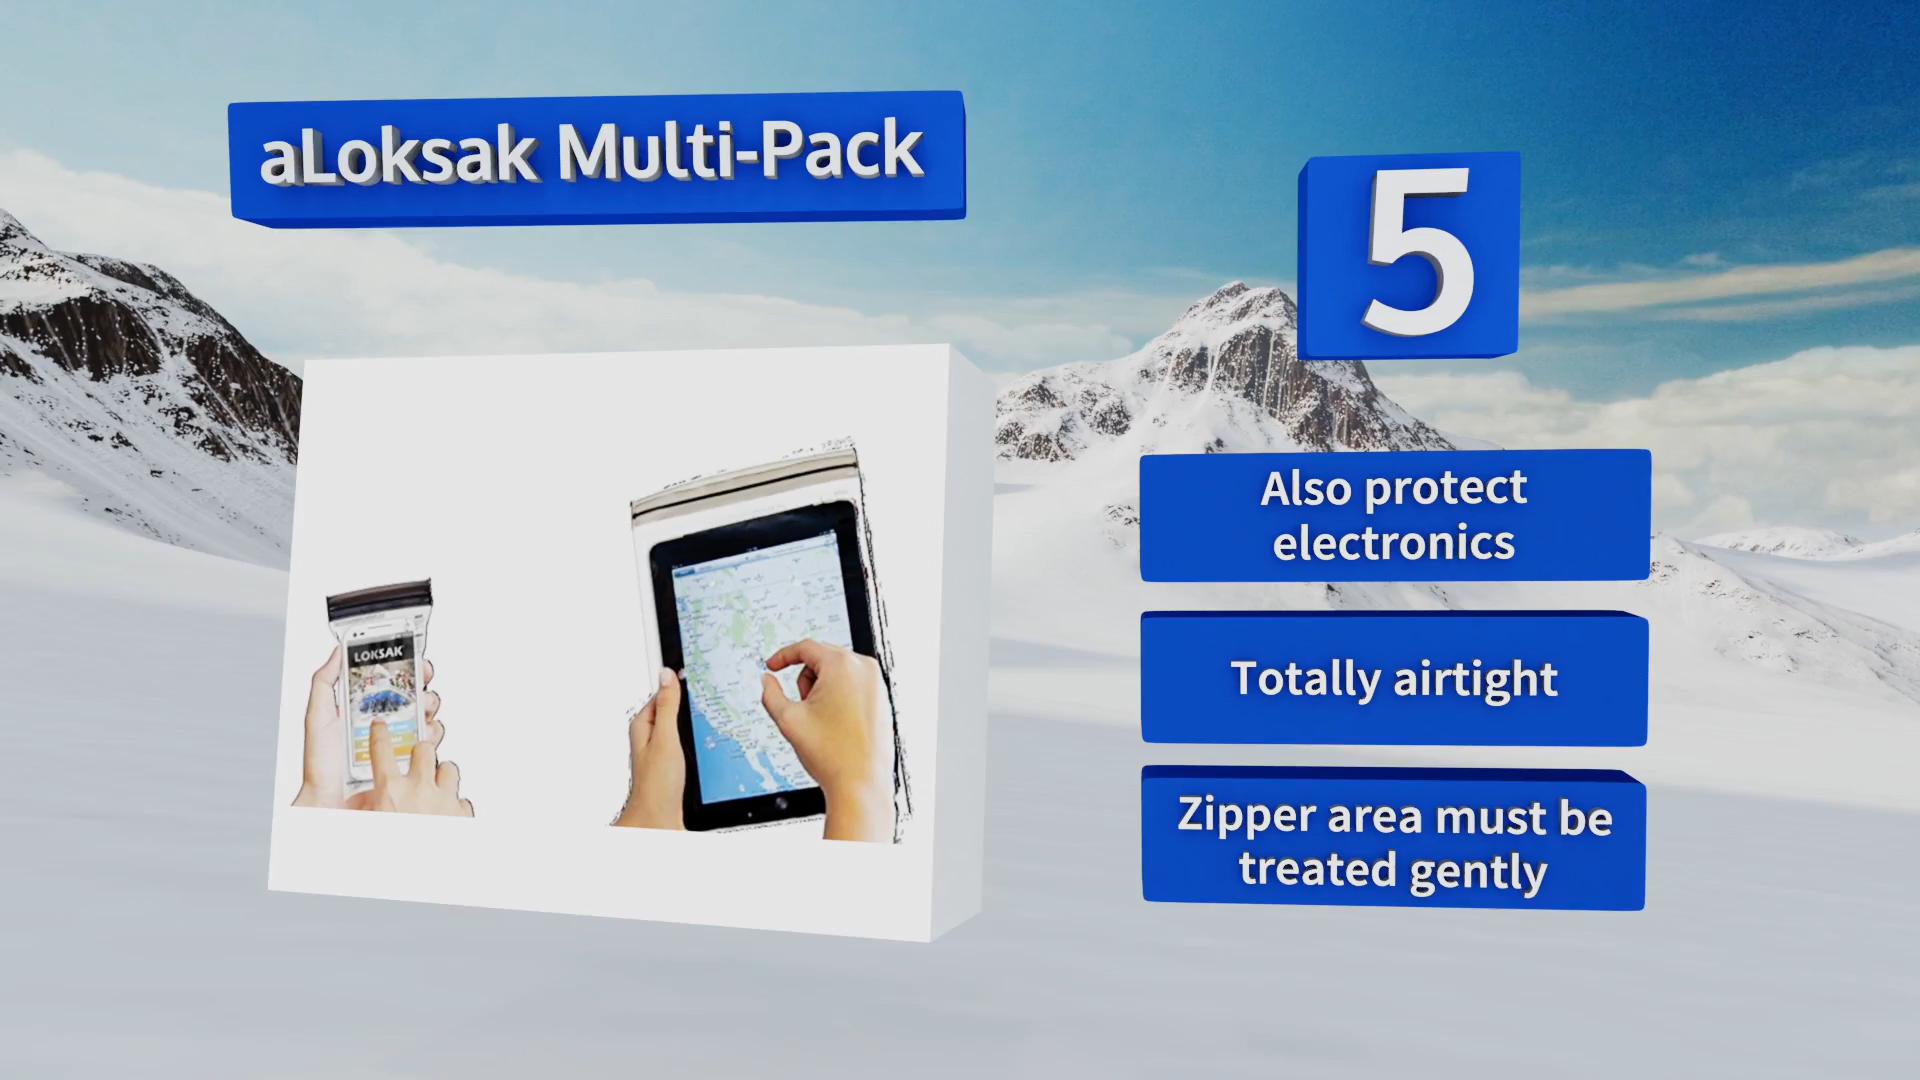 aLoksak Multi-Pack
5
LOKSAK
Also protect
electronics
Totally airtight
Zipper area must be
treated gently